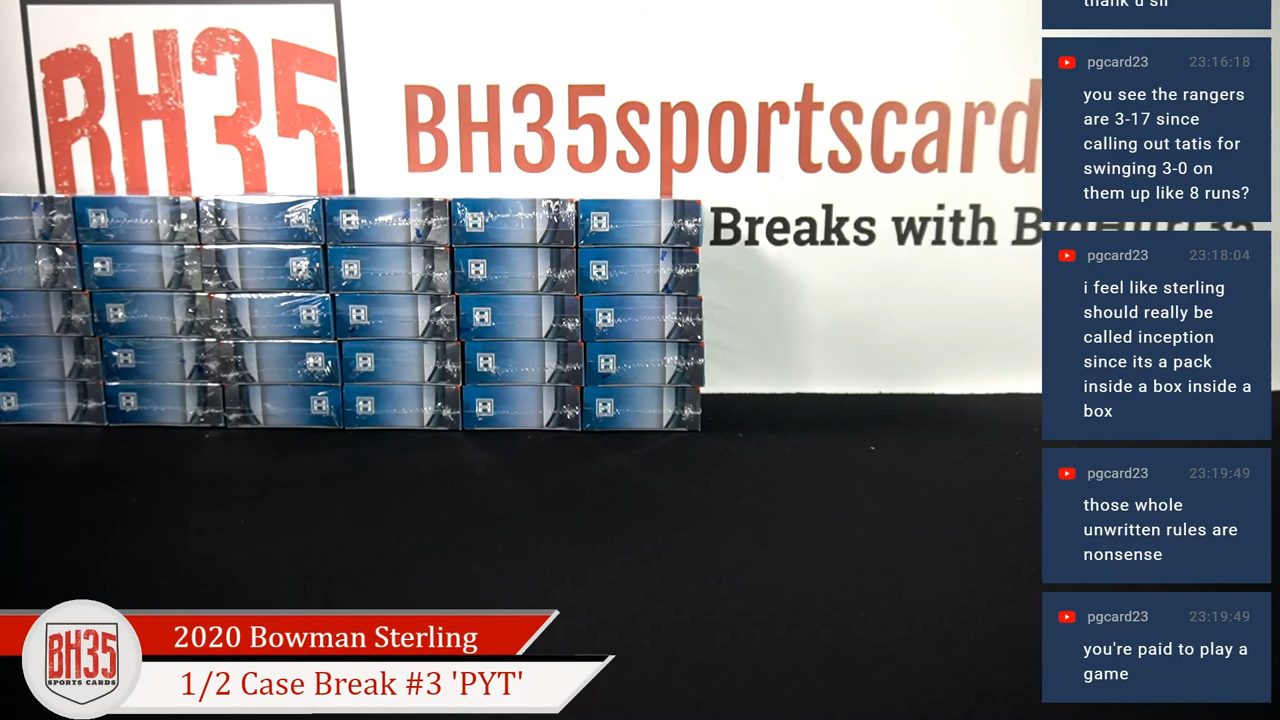 BH35
BH35sportscard
Breaks with B
thank u sir
pgcard23 23:16:18
you see the rangers
are 3-17 since
calling out tatis for
swinging 3-0 on
them up like 8 runs?
pgcard23 23:18:04
i feel like sterling
should really be
called inception
since its a pack
inside a box inside a
box
pgcard23 23:19:49
those whole
unwritten rules are
nonsense
pgcard23 23:19:49
you're paid to play a
game
BH35
SPORTS CARDS
2020 Bowman Sterling
1/2 Case Break #3 'PYT'